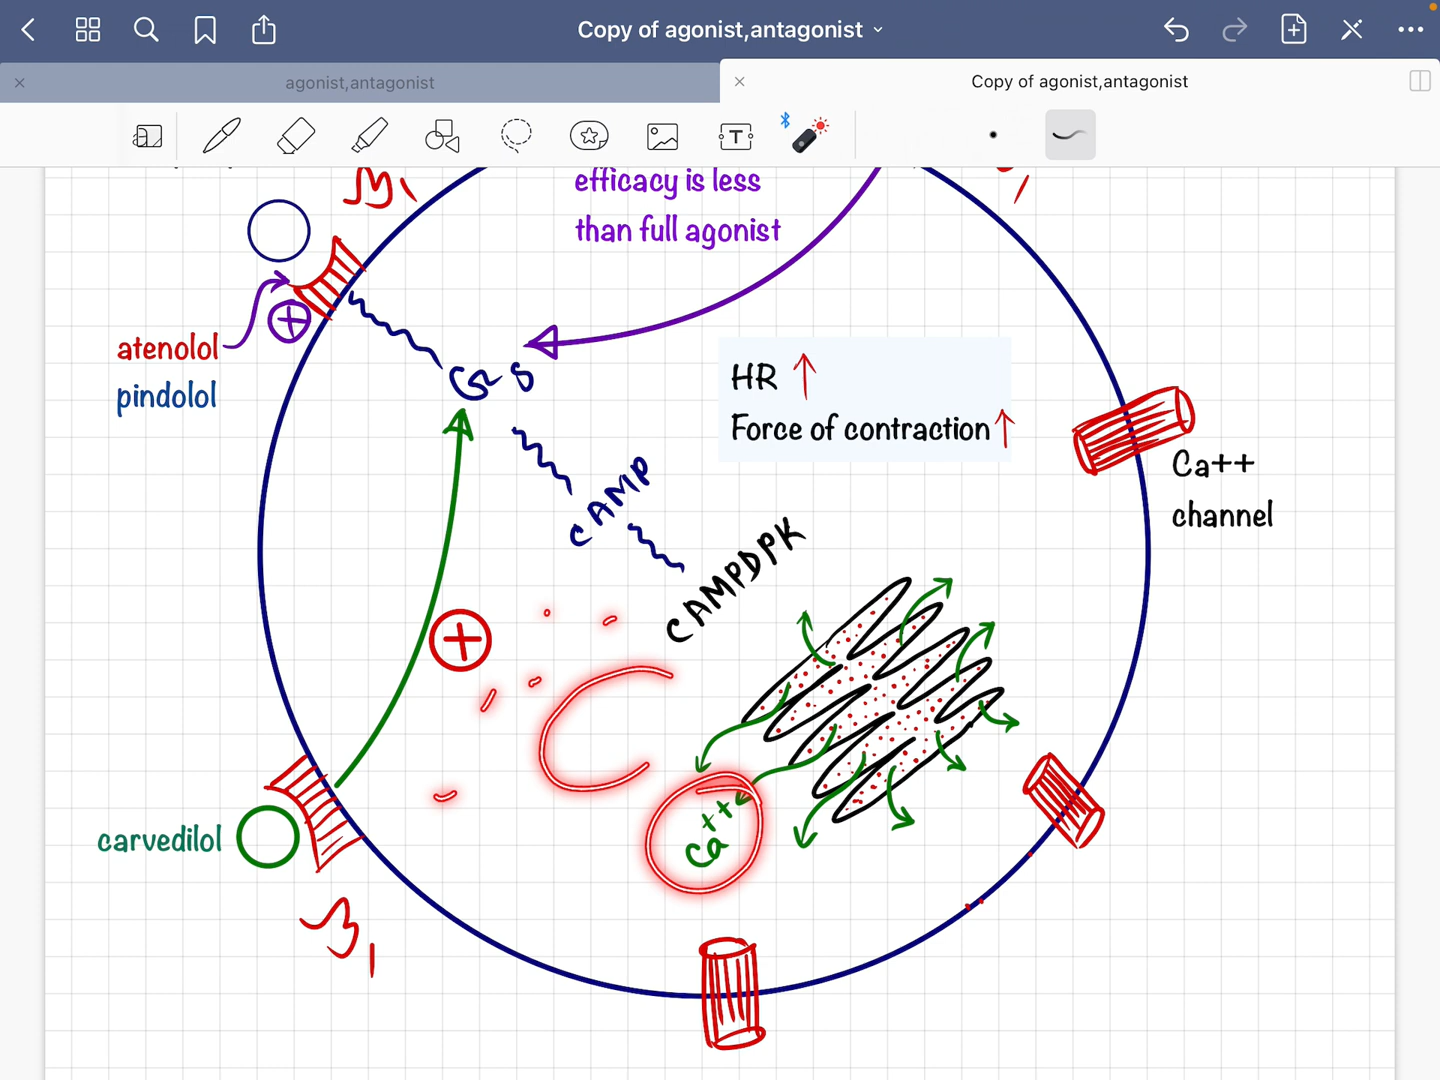 Copy of agonist,antagonist
agonist,antagonist
Copy of agonist,antagonist
efficacy is less
than full agonist
β1
atenolol
pindolol
Gs
HR ↑
Force of contraction ↑
Ca++
channel
cAMP
cAMPDPK
carvedilol
Ca++
β1